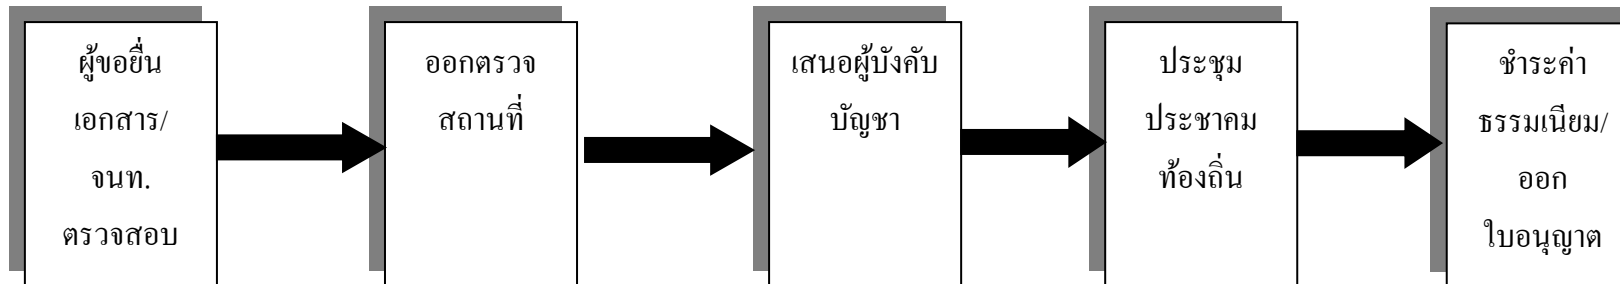 ผู้ขอยื่น
เอกสาร/
จนท.
ตรวจสอบ
ออกตรวจ
สถานที่
เสนอผู้บังคับ
บัญชา
ประชุม
ประชาคม
ท้องถิ่น
ชำระค่า
ธรรมเนียม/
ออก
ใบอนุญาต